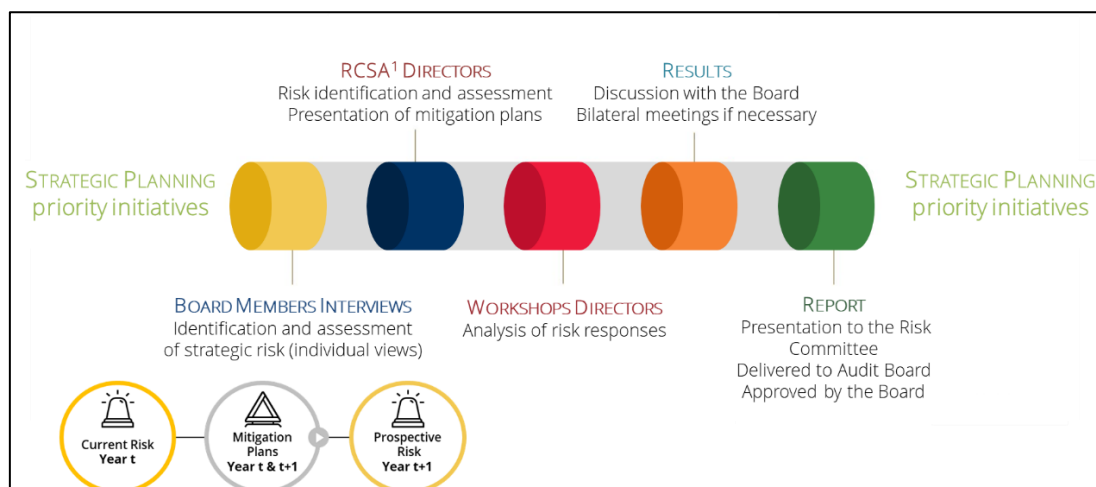 RCSA¹ DIRECTORS
Risk identification and assessment
Presentation of mitigation plans
RESULTS
Discussion with the Board
Bilateral meetings if necessary
STRATEGIC PLANNING
priority initiatives
STRATEGIC PLANNING
priority initiatives
BOARD MEMBERS INTERVIEWS
Identification and assessment
of strategic risk (individual views)
WORKSHOPS DIRECTORS
Analysis of risk responses
REPORT
Presentation to the Risk
Committee
Delivered to Audit Board
Approved by the Board
Current Risk
Year t
Mitigation
Plans
Year t & t+1
Prospective
Risk
Year t+1